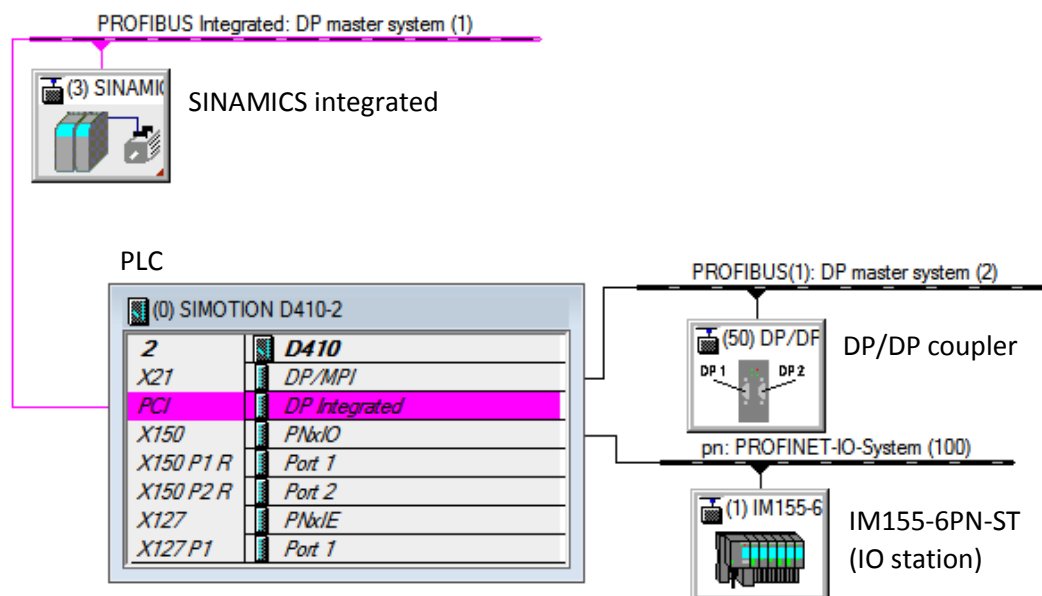 PROFIBUS Integrated: DP master system (1)
(3) SINAMIC
SINAMICS integrated
PLC
(0) SIMOTION D410-2
2 D410
X21 DP/MPI
PCI DP Integrated
X150 PNxIO
X150 P1 R Port 1
X150 P2 R Port 2
X127 PNxIE
X127 P1 Port 1
PROFIBUS(1): DP master system (2)
(50) DP/DP
DP 1 DP 2
DP/DP coupler
pn: PROFINET-IO-System (100)
(1) IM155-6
IM155-6PN-ST
(IO station)